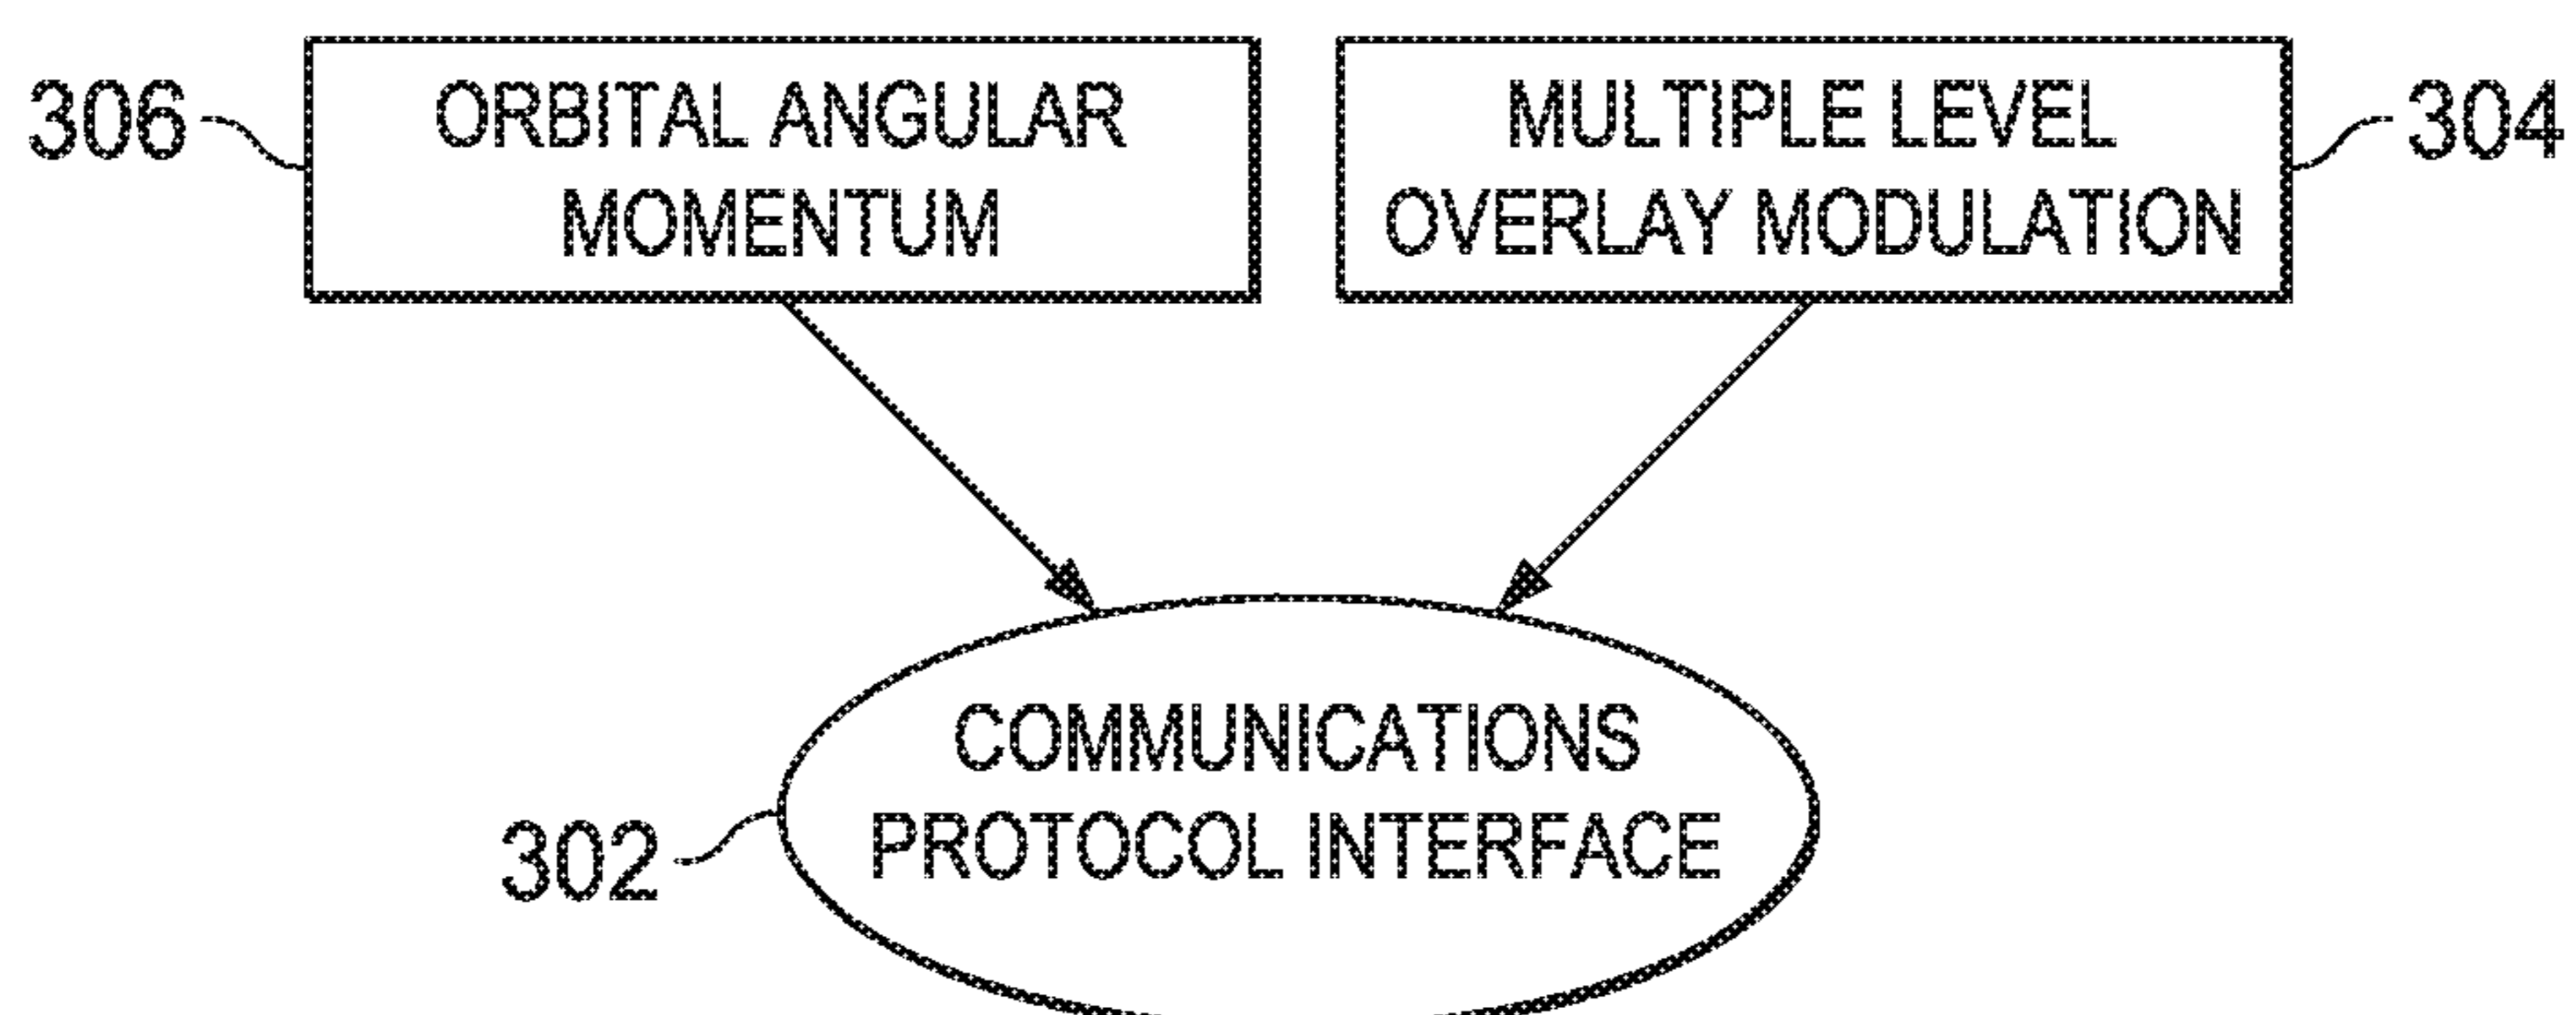 306
ORBITAL ANGULAR
MOMENTUM
MULTIPLE LEVEL
OVERLAY MODULATION
304
COMMUNICATIONS
PROTOCOL INTERFACE
302